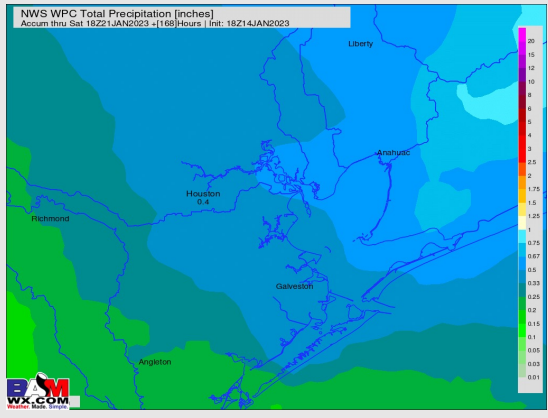 NWS WPC Total Precipitation [inches]
Accum thru Sat 18Z21JAN2023 +[168]Hours | Init: 18Z14JAN2023
Liberty
Anahuac
Houston
0.4
Richmond
Galveston
Angleton
20
15
12
10
8
6
5
4
3
2.5
2
1.75
1.5
1.25
1
0.75
0.67
0.5
0.33
0.25
0.2
0.15
0.1
0.05
0.03
0.01
BAM
WX.COM
Weather. Made. Simple.